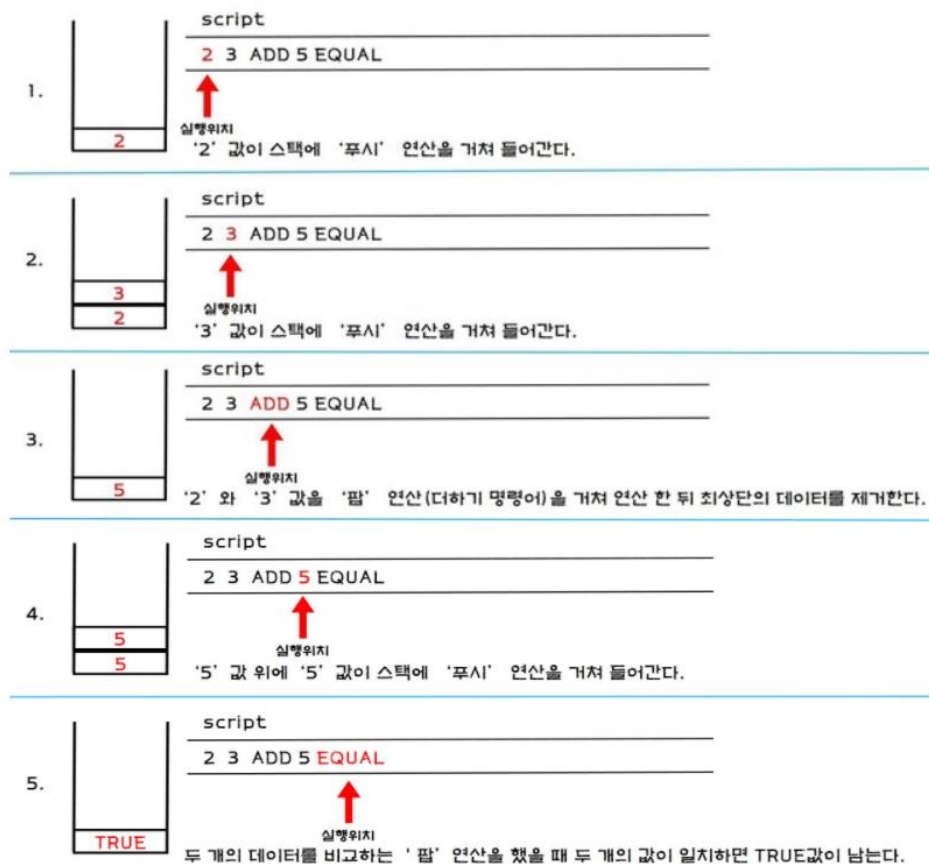 script
2 3 ADD 5 EQUAL
1.
2
실행위치
‘2’ 값이 스택에 ‘푸시’ 연산을 거쳐 들어간다.
script
2 3 ADD 5 EQUAL
2.
3
2
실행위치
‘3’ 값이 스택에 ‘푸시’ 연산을 거쳐 들어간다.
script
2 3 ADD 5 EQUAL
3.
5
실행위치
‘2’ 와 ‘3’ 값을 ‘팝’ 연산(더하기 명령어)을 거쳐 연산 한 뒤 최상단의 데이터를 제거한다.
script
2 3 ADD 5 EQUAL
4.
5
5
실행위치
‘5’ 값 위에 ‘5’ 값이 스택에 ‘푸시’ 연산을 거쳐 들어간다.
script
2 3 ADD 5 EQUAL
5.
TRUE
실행위치
두 개의 데이터를 비교하는 ‘ 팝’ 연산을 했을 때 두 개의 값이 일치하면 TRUE값이 남는다.